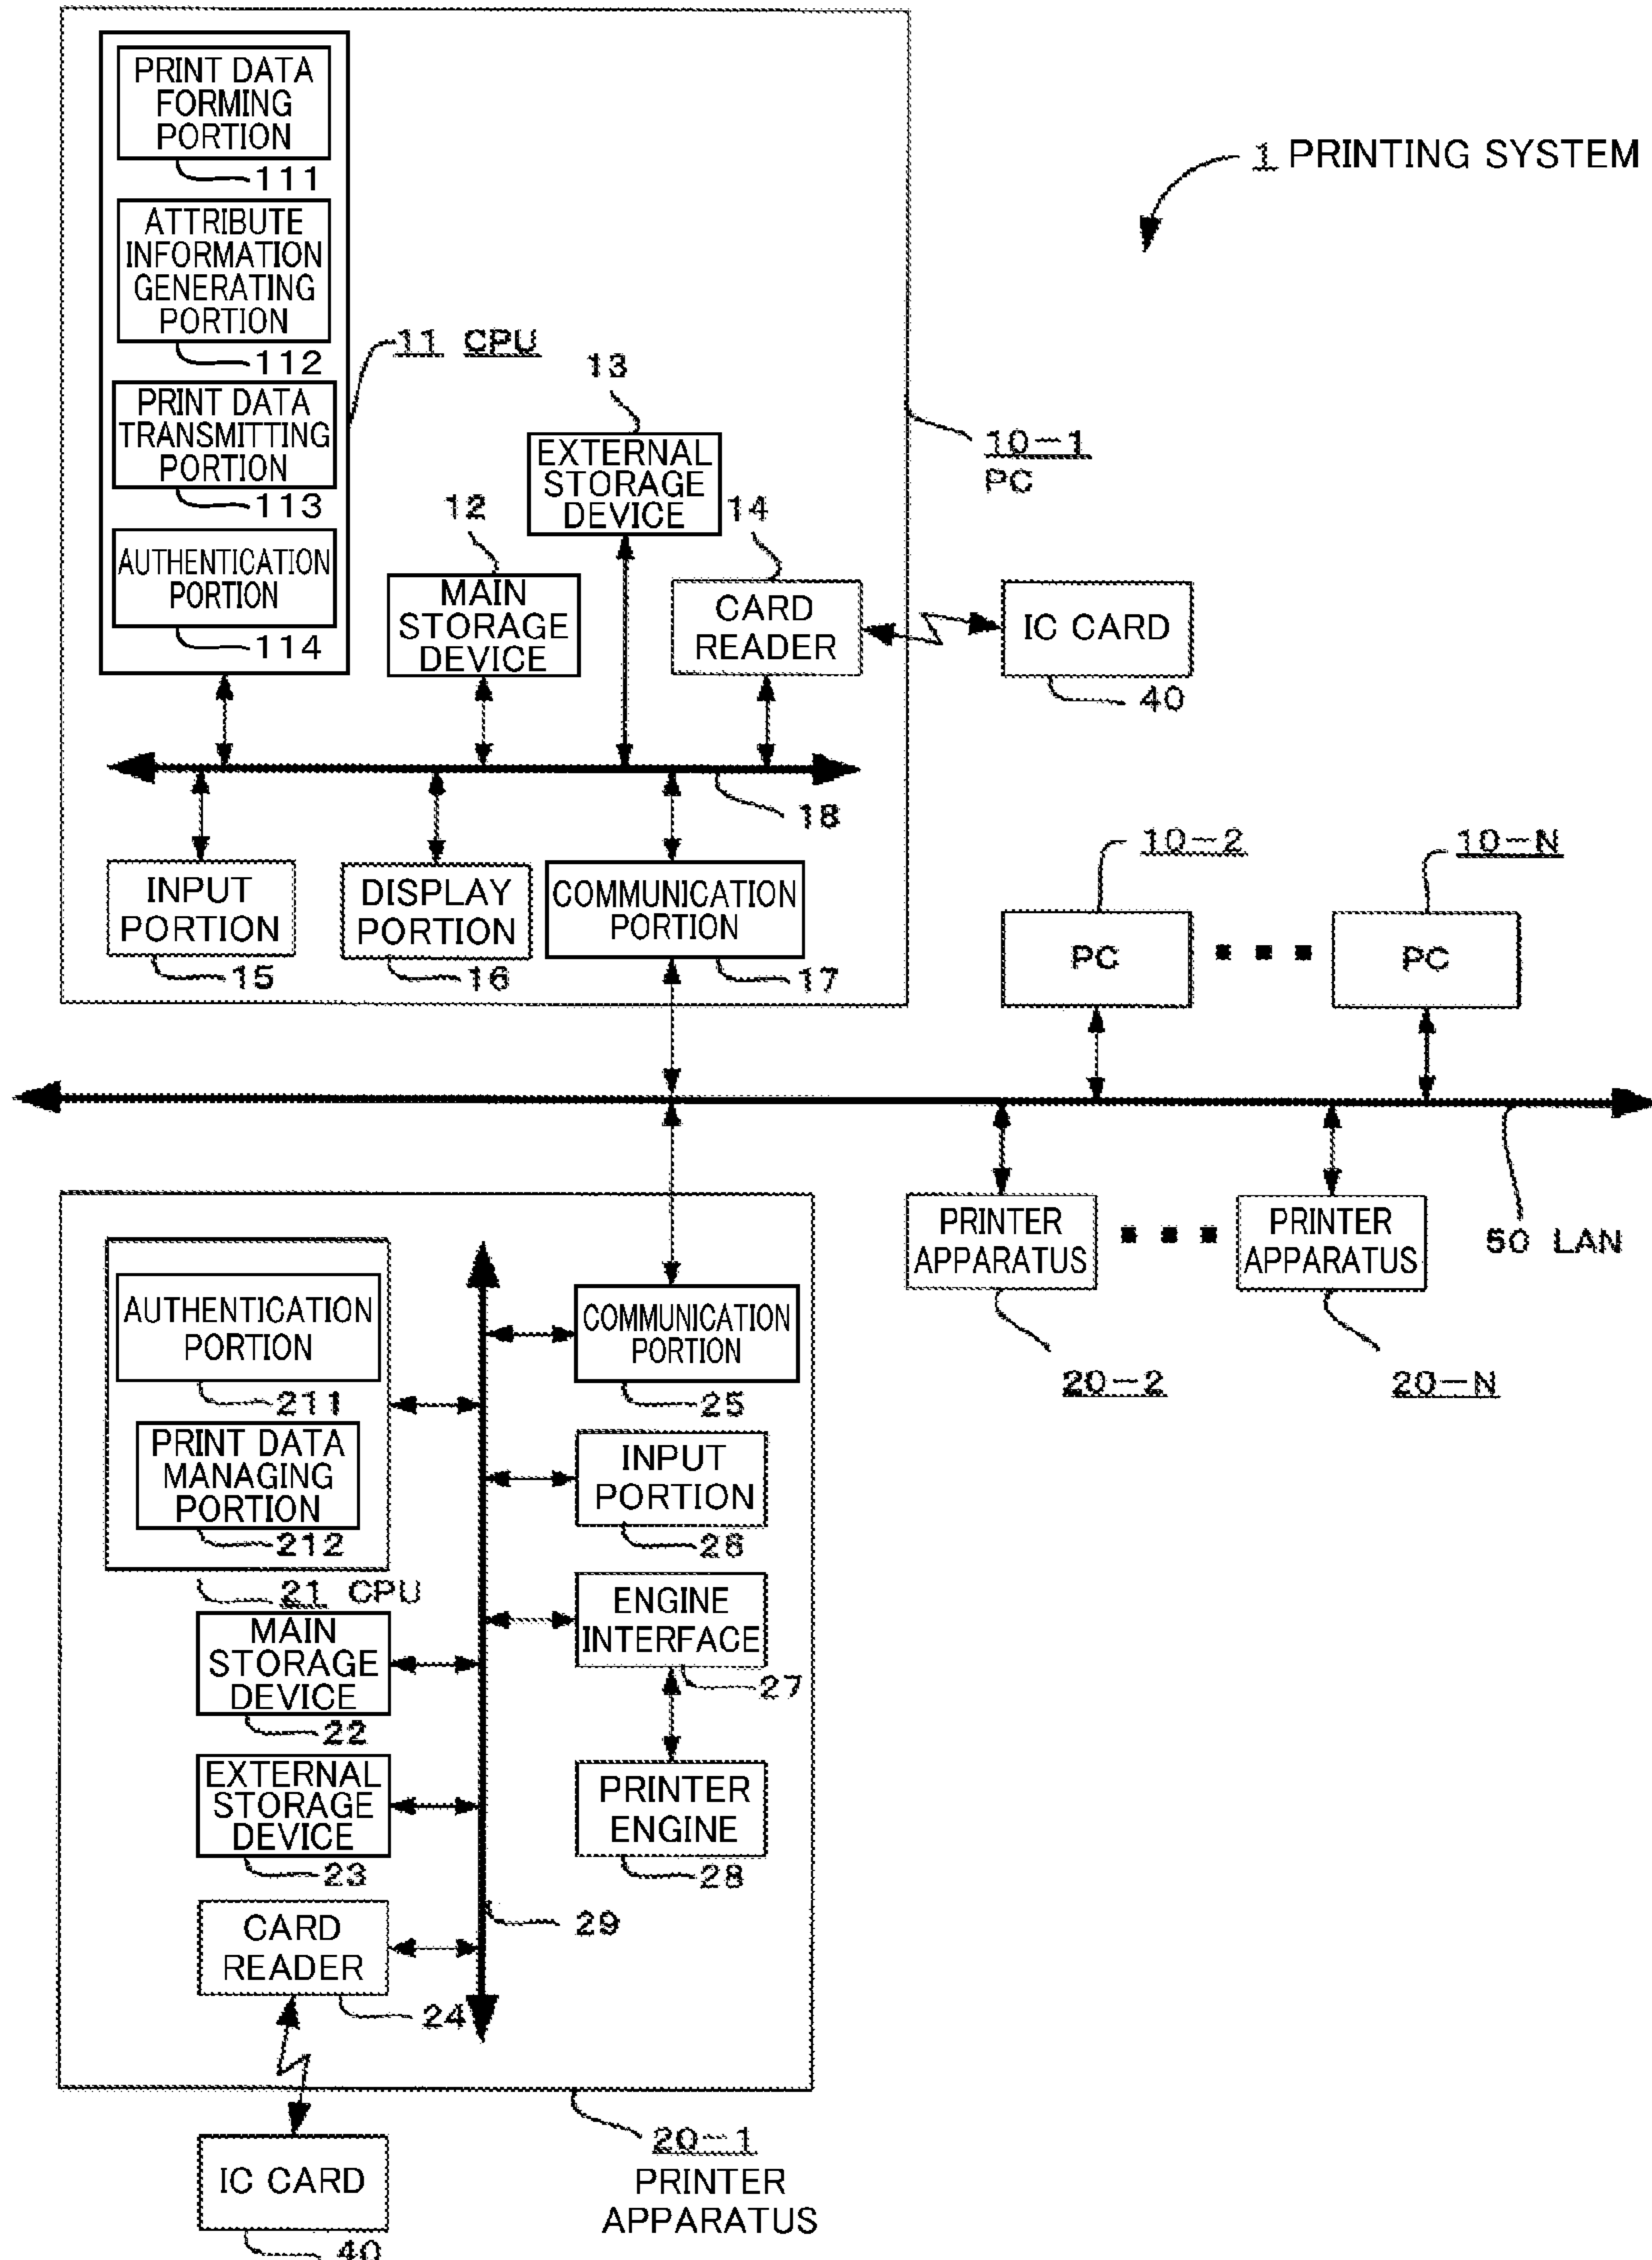 PRINT DATA
FORMING
PORTION
111
ATTRIBUTE
INFORMATION
GENERATING
PORTION
112
PRINT DATA
TRANSMITTING
PORTION
113
AUTHENTICATION
PORTION
114
11 CPU
1 PRINTING SYSTEM
13
EXTERNAL
STORAGE
DEVICE
10-1
PC
12
MAIN
STORAGE
DEVICE
14
CARD
READER
IC CARD
40
18
INPUT
PORTION
15
DISPLAY
PORTION
16
COMMUNICATION
PORTION
17
10-2
PC
10-N
PC
50 LAN
PRINTER
APPARATUS
20-2
PRINTER
APPARATUS
20-N
AUTHENTICATION
PORTION
211
PRINT DATA
MANAGING
PORTION
212
21 CPU
MAIN
STORAGE
DEVICE
22
EXTERNAL
STORAGE
DEVICE
23
CARD
READER
24
COMMUNICATION
PORTION
25
INPUT
PORTION
26
ENGINE
INTERFACE
27
PRINTER
ENGINE
28
29
20-1
PRINTER
APPARATUS
IC CARD
40